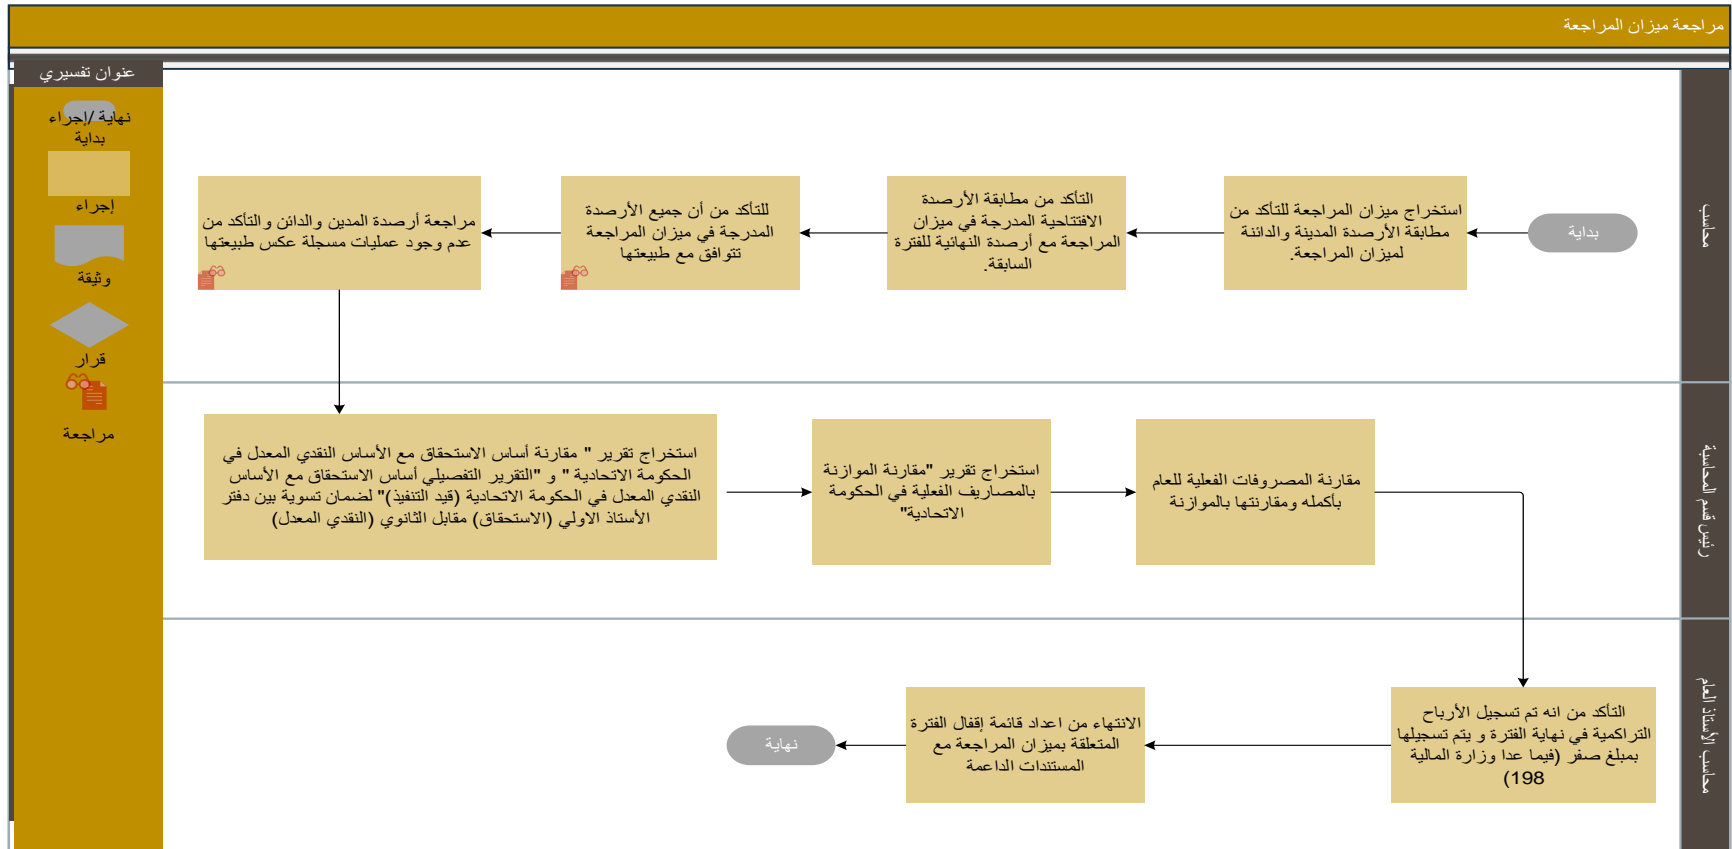 مراجعة ميزان المراجعة
عنوان تفسيري
نهاية /إجراء
بداية
إجراء
وثيقة
قرار
مراجعة
محاسب
بداية
استخراج ميزان المراجعة للتأكد من
مطابقة الأرصدة المدينة والدائنة
لميزان المراجعة.
التأكد من مطابقة الأرصدة
الافتتاحية المدرجة في ميزان
المراجعة مع أرصدة النهائية للفترة
السابقة.
للتأكد من أن جميع الأرصدة
المدرجة في ميزان المراجعة
تتوافق مع طبيعتها
مراجعة أرصدة المدين والدائن والتأكد من
عدم وجود عمليات مسجلة عكس طبيعتها
رئيس قسم المحاسبة
استخراج تقرير " مقارنة أساس الاستحقاق مع الأساس النقدي المعدل في
الحكومة الاتحادية " و "التقرير التفصيلي أساس الاستحقاق مع الأساس
النقدي المعدل في الحكومة الاتحادية (قيد التنفيذ)" لضمان تسوية بين دفتر
الأستاذ الاولي (الاستحقاق) مقابل الثانوي (النقدي المعدل)
استخراج تقرير "مقارنة الموازنة
بالمصاريف الفعلية في الحكومة
الاتحادية"
مقارنة المصروفات الفعلية للعام
بأكمله ومقارنتها بالموازنة
محاسب الأستاذ العام
التأكد من انه تم تسجيل الأرباح
التراكمية في نهاية الفترة و يتم تسجيلها
بمبلغ صفر (فيما عدا وزارة المالية
198)
الانتهاء من اعداد قائمة إقفال الفترة
المتعلقة بميزان المراجعة مع
المستندات الداعمة
نهاية